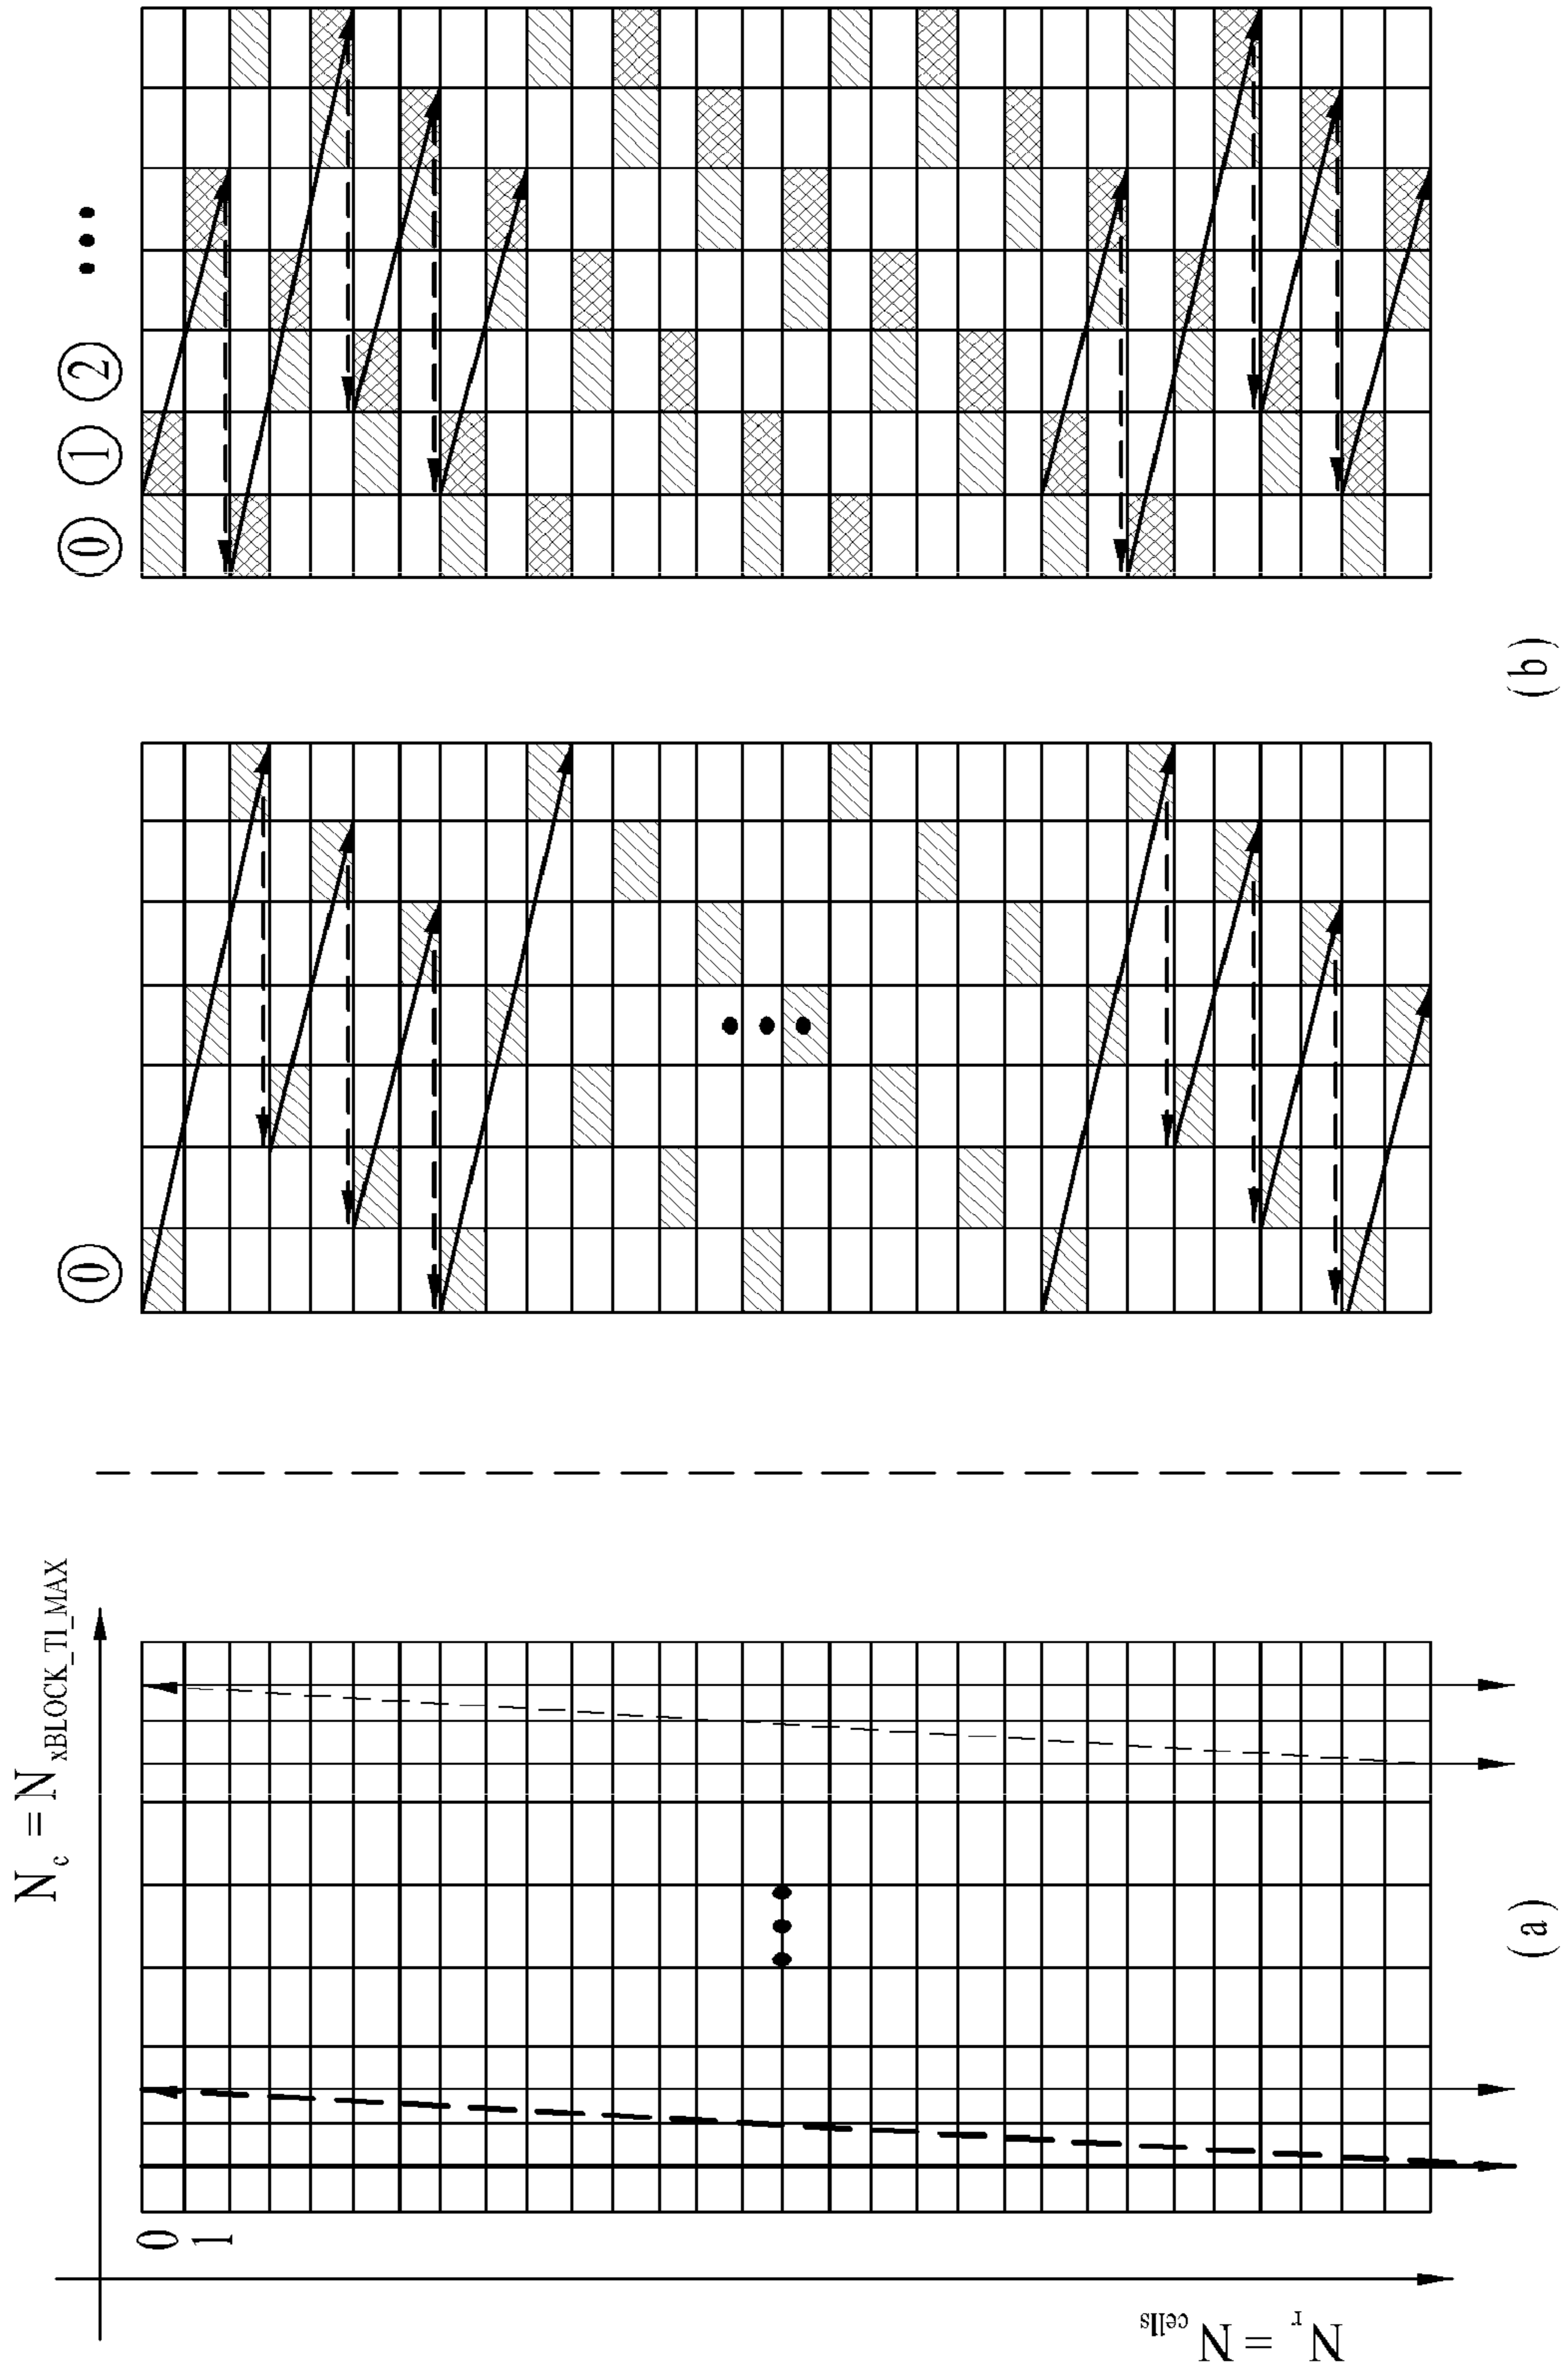 N_c = N_xBLOCK_TI_MAX
N_r = N_cells
0
1
(a)
⓪
⓪ ① ② •••
(b)